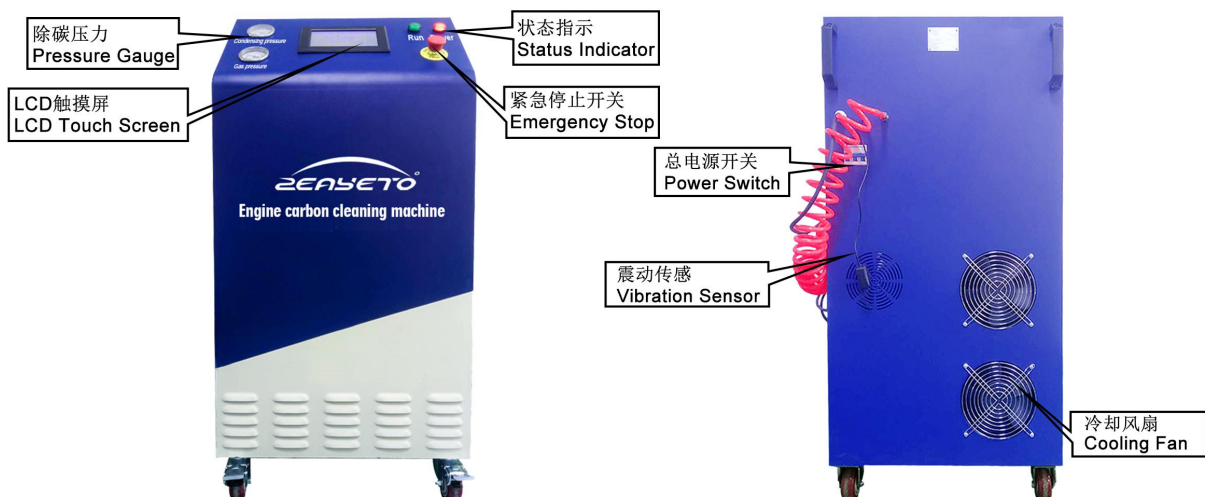 除碳压力
Pressure Gauge
Condensing pressure
Gas pressure
LCD触摸屏
LCD Touch Screen
Run
状态指示
Status Indicator
紧急停止开关
Emergency Stop
ZEAYETO
Engine carbon cleaning machine
总电源开关
Power Switch
震动传感
Vibration Sensor
冷却风扇
Cooling Fan